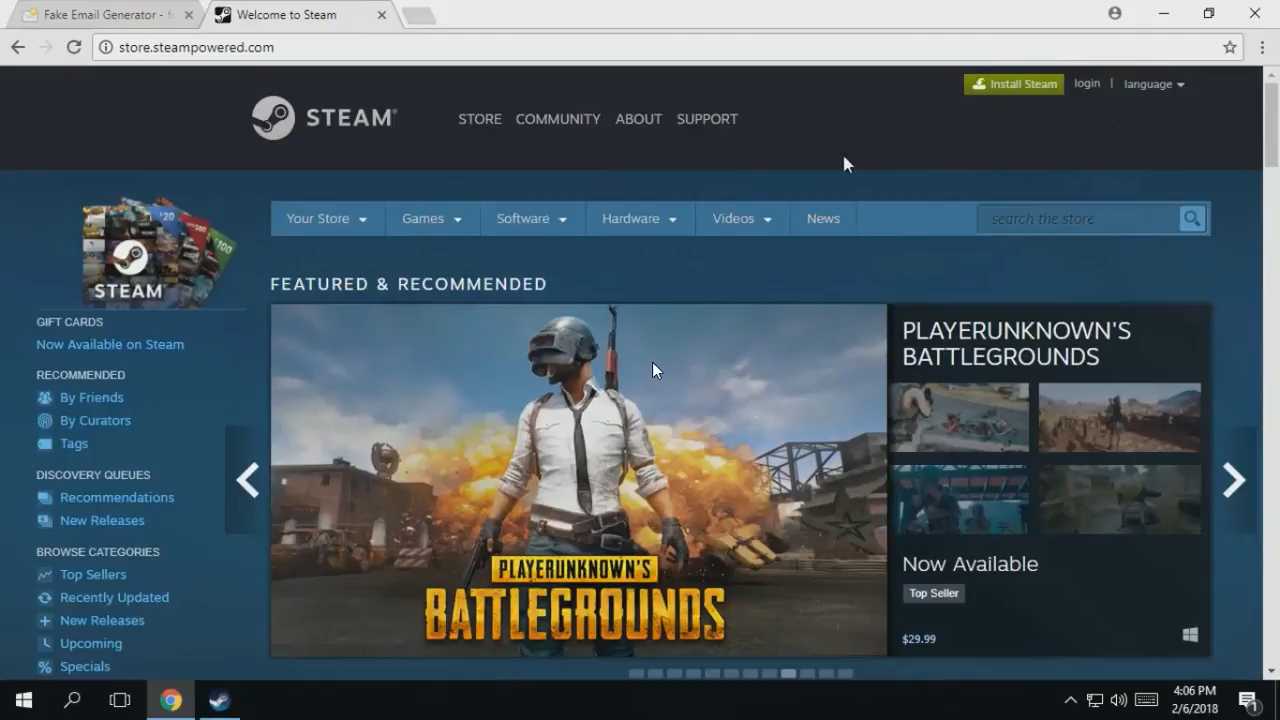 Fake Email Generator - f
Welcome to Steam
store.steampowered.com
Install Steam
login
language
STEAM
STORE
COMMUNITY
ABOUT
SUPPORT
Your Store
Games
Software
Hardware
Videos
News
search the store
STEAM
FEATURED & RECOMMENDED
GIFT CARDS
Now Available on Steam
RECOMMENDED
By Friends
By Curators
Tags
DISCOVERY QUEUES
Recommendations
New Releases
BROWSE CATEGORIES
Top Sellers
Recently Updated
New Releases
Upcoming
Specials
PLAYERUNKNOWN'S
BATTLEGROUNDS
PLAYERUNKNOWN'S
BATTLEGROUNDS
Now Available
Top Seller
$29.99
4:06 PM
2/6/2018